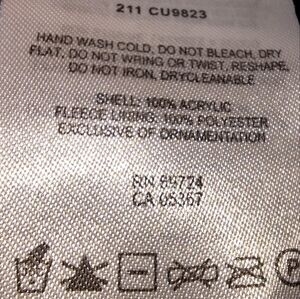 211 CU9823
HAND WASH COLD, DO NOT BLEACH, DRY
FLAT, DO NOT WRING OR TWIST, RESHAPE,
DO NOT IRON, DRYCLEANABLE
SHELL: 100% ACRYLIC
FLEECE LINING: 100% POLYESTER
EXCLUSIVE OF ORNAMENTATION
RN 69724
CA 05367
P